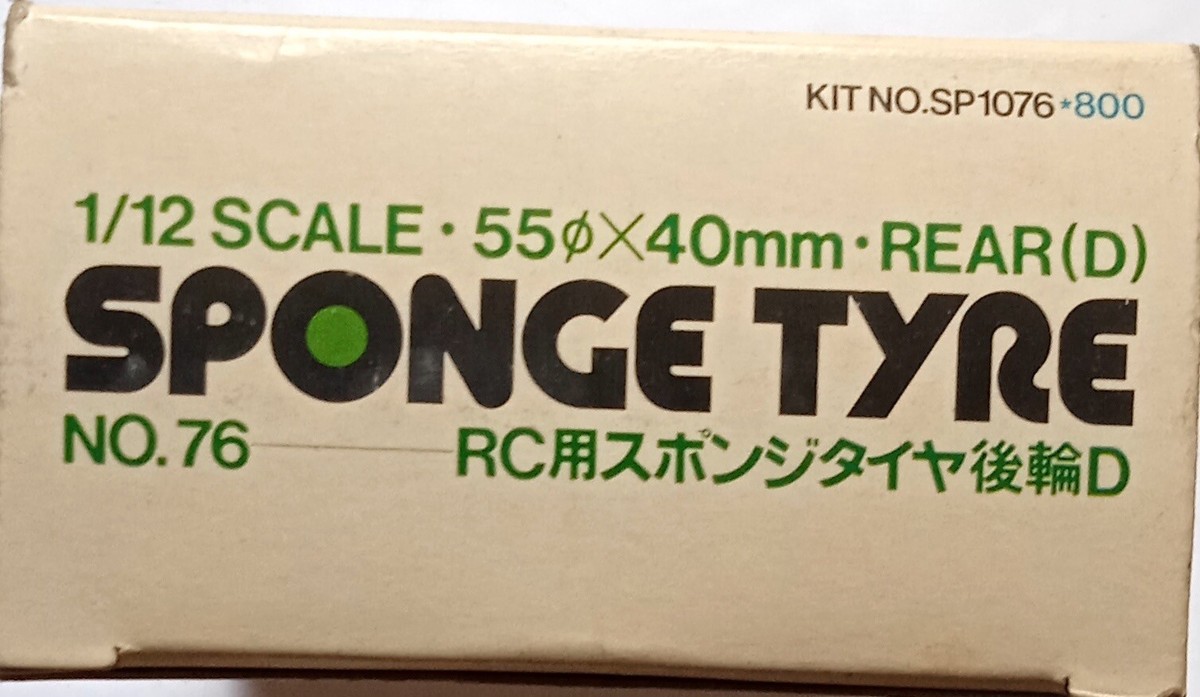 KIT NO.SP1076*800
1/12 SCALE・55φ×40mm・REAR(D)
SPONGE TYRE
NO.76 RC用スポンジタイヤ後輪D